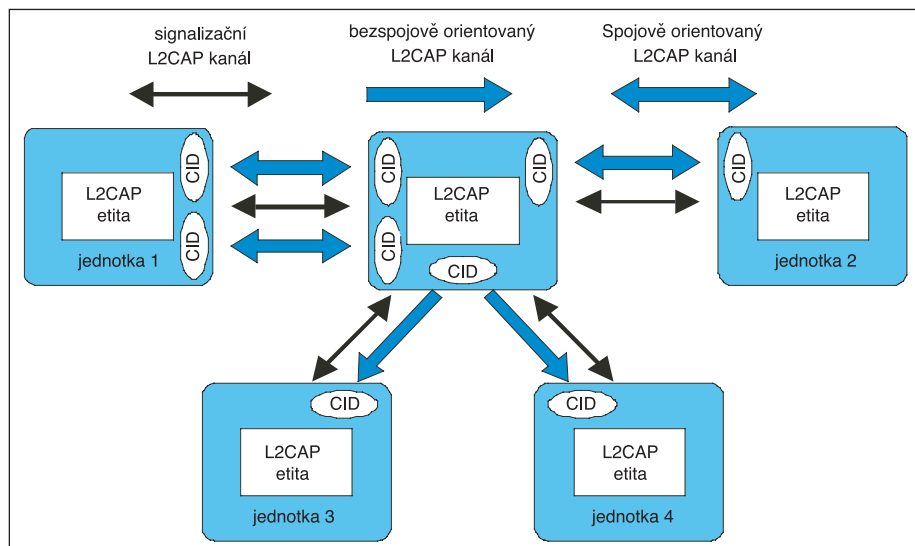 signalizační
L2CAP kanál
bezspojově orientovaný
L2CAP kanál
Spojově orientovaný
L2CAP kanál
CID
L2CAP
etita
CID
jednotka 1
CID
CID
L2CAP
etita
CID
CID
CID
L2CAP
etita
jednotka 2
CID
L2CAP
etita
jednotka 3
CID
L2CAP
etita
jednotka 4